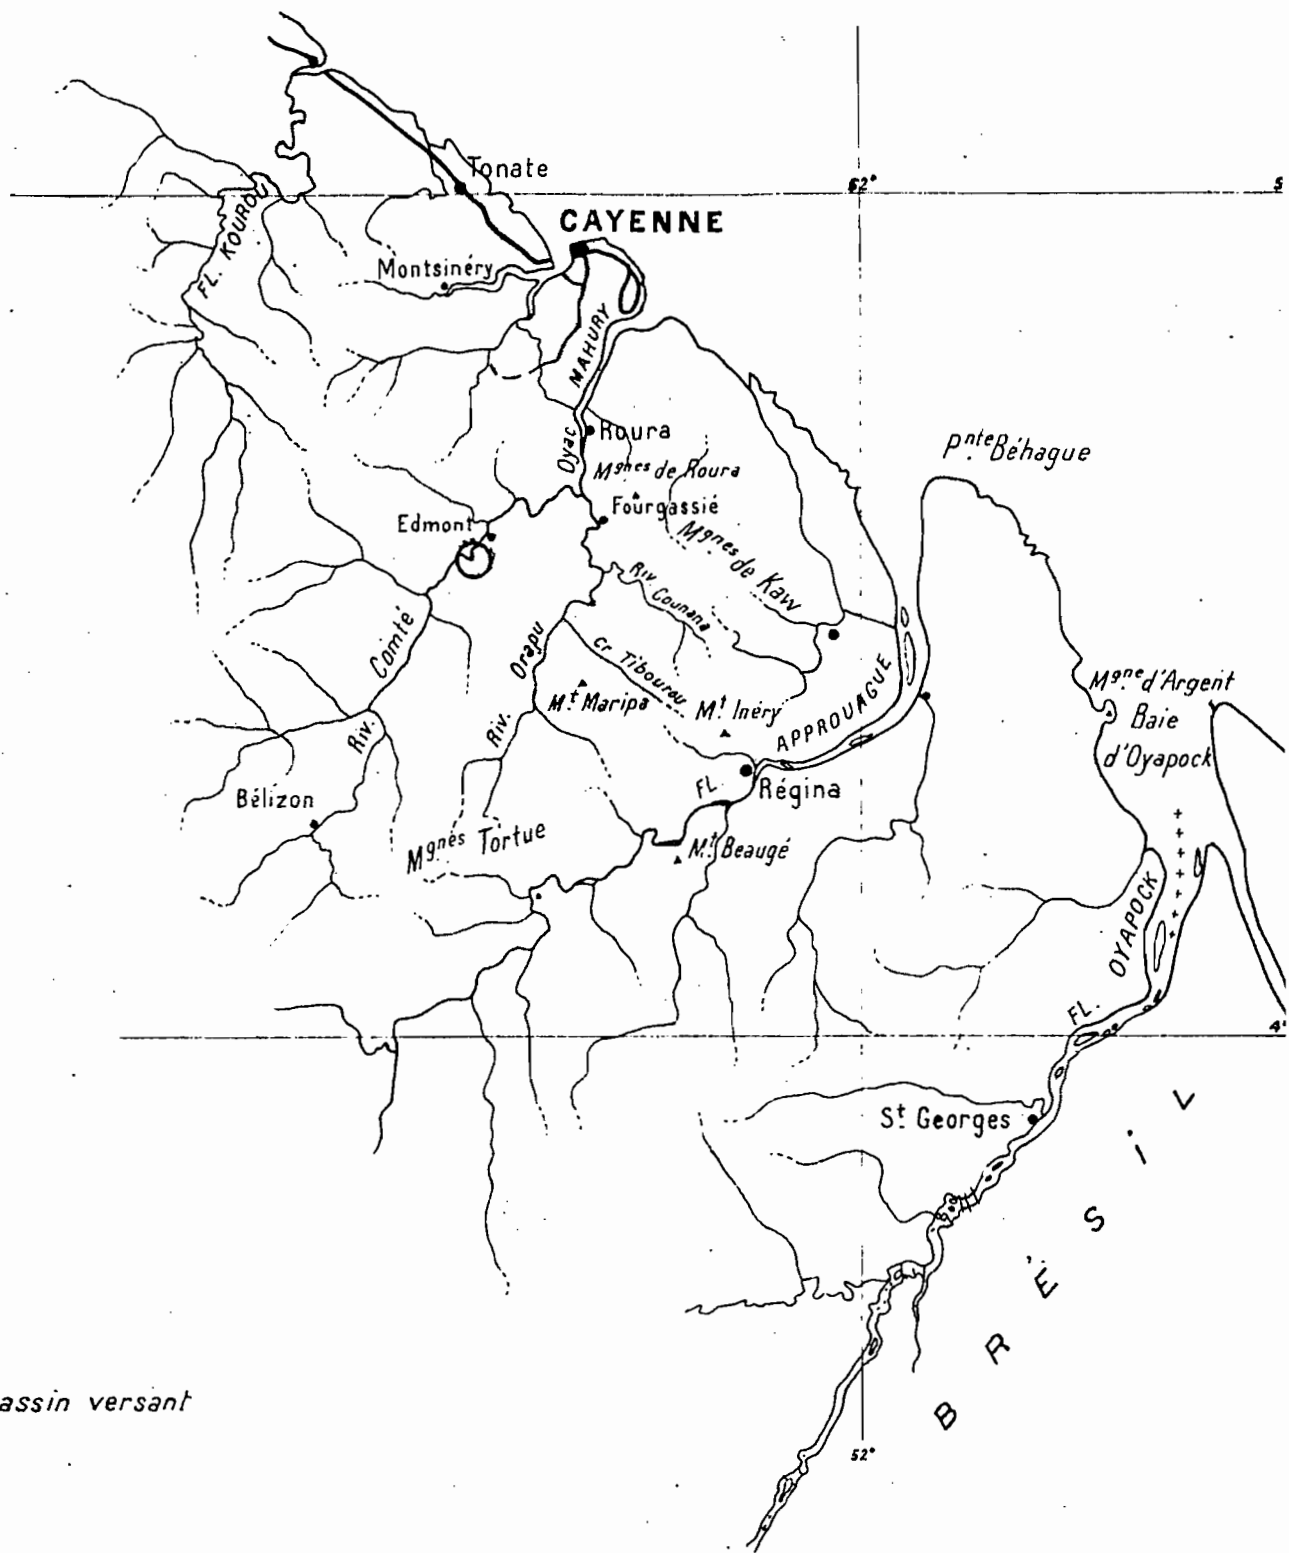 Tonate
52°
5
CAYENNE
FL. KOUROU
Montsinéry
MAHURY
Oyac
Roura
Pnte Béhague
Mgnes de Roura
Fourgassié
Edmont
Mgnes de Kaw
Riv. Counana
Comté
Orapu
Cr Tibourou
Mt Maripa
Mt Inéry
APPROUAGUE
Mgne d'Argent
Baie
d'Oyapock
Riv.
Riv.
Bélizon
FL.
Régina
Mgnes Tortue
Mt Beaugé
OYAPOCK
FL.
4°
St Georges
BRÉSIL
assin versant
52°